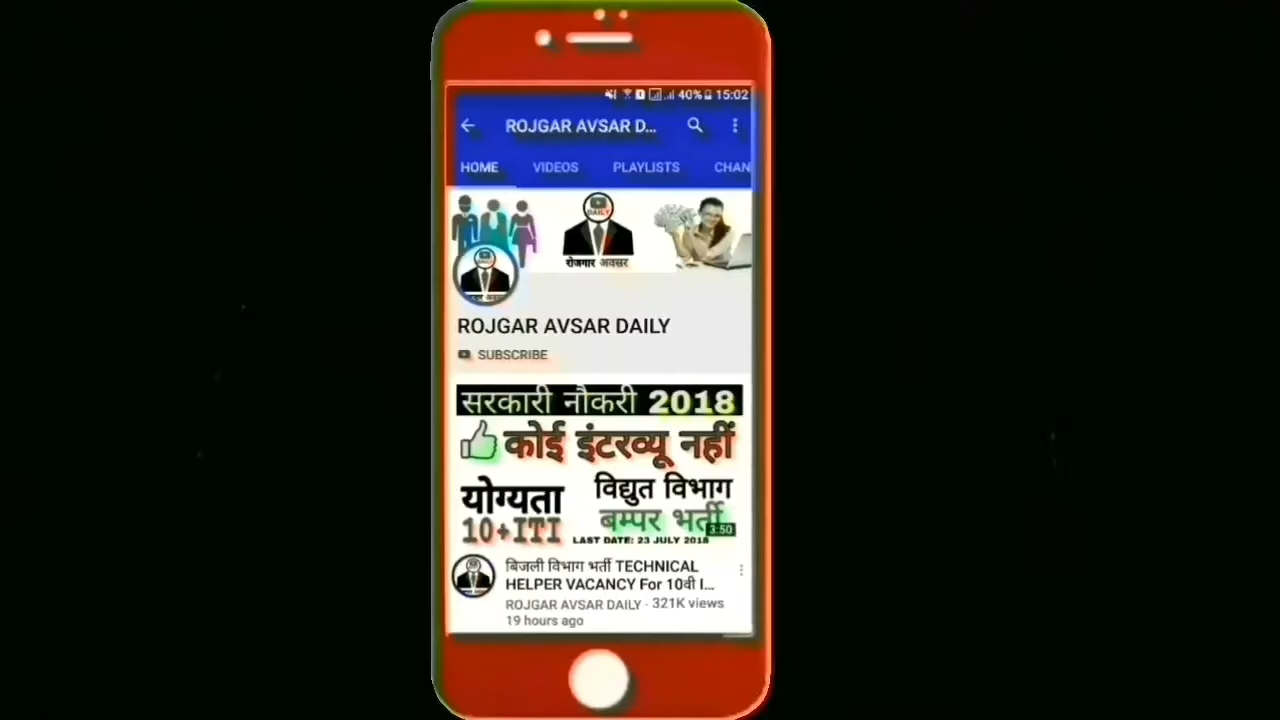 40% 15:02
ROJGAR AVSAR D...
HOME VIDEOS PLAYLISTS CHAN
DAILY
रोजगार अवसर
DAILY
ROJGAR AVSAR DAILY
SUBSCRIBE
सरकारी नौकरी 2018
कोई इंटरव्यू नहीं
योग्यता
10+ITI
विद्युत विभाग
बम्पर भर्ती
3:50
LAST DATE: 23 JULY 2018
बिजली विभाग भर्ती TECHNICAL
HELPER VACANCY For 10वी I...
ROJGAR AVSAR DAILY · 321K views
19 hours ago